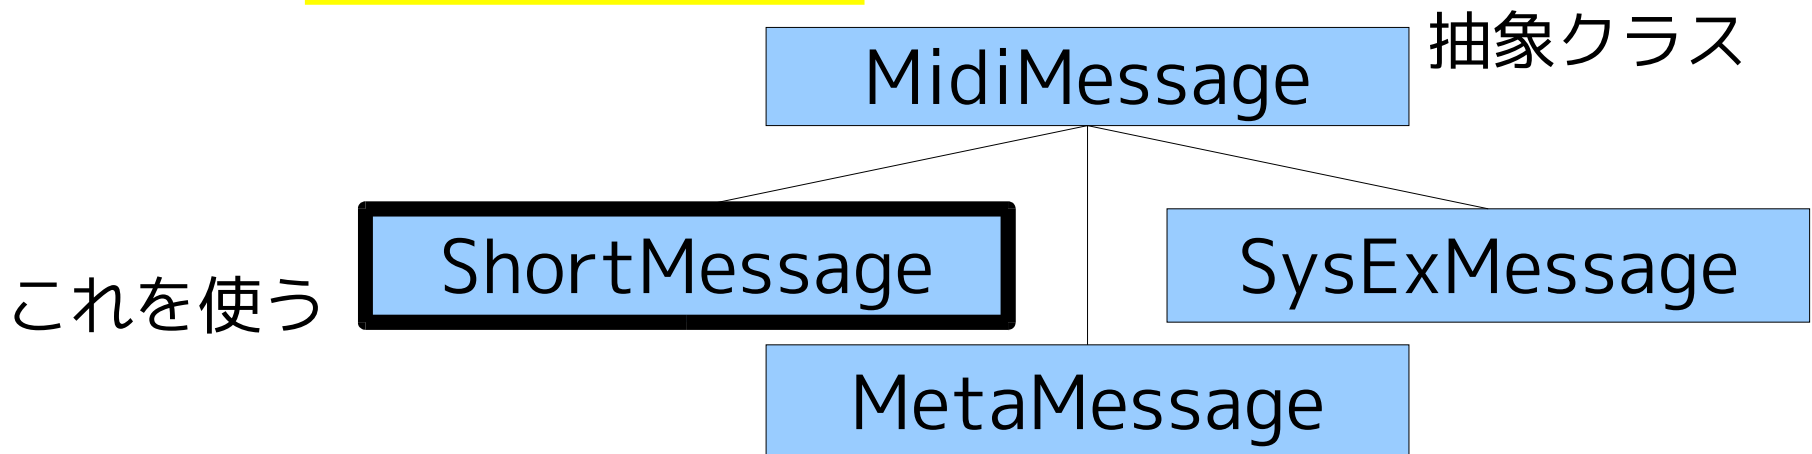 抽象クラス
MidiMessage
ShortMessage
SysExMessage
これを使う
MetaMessage